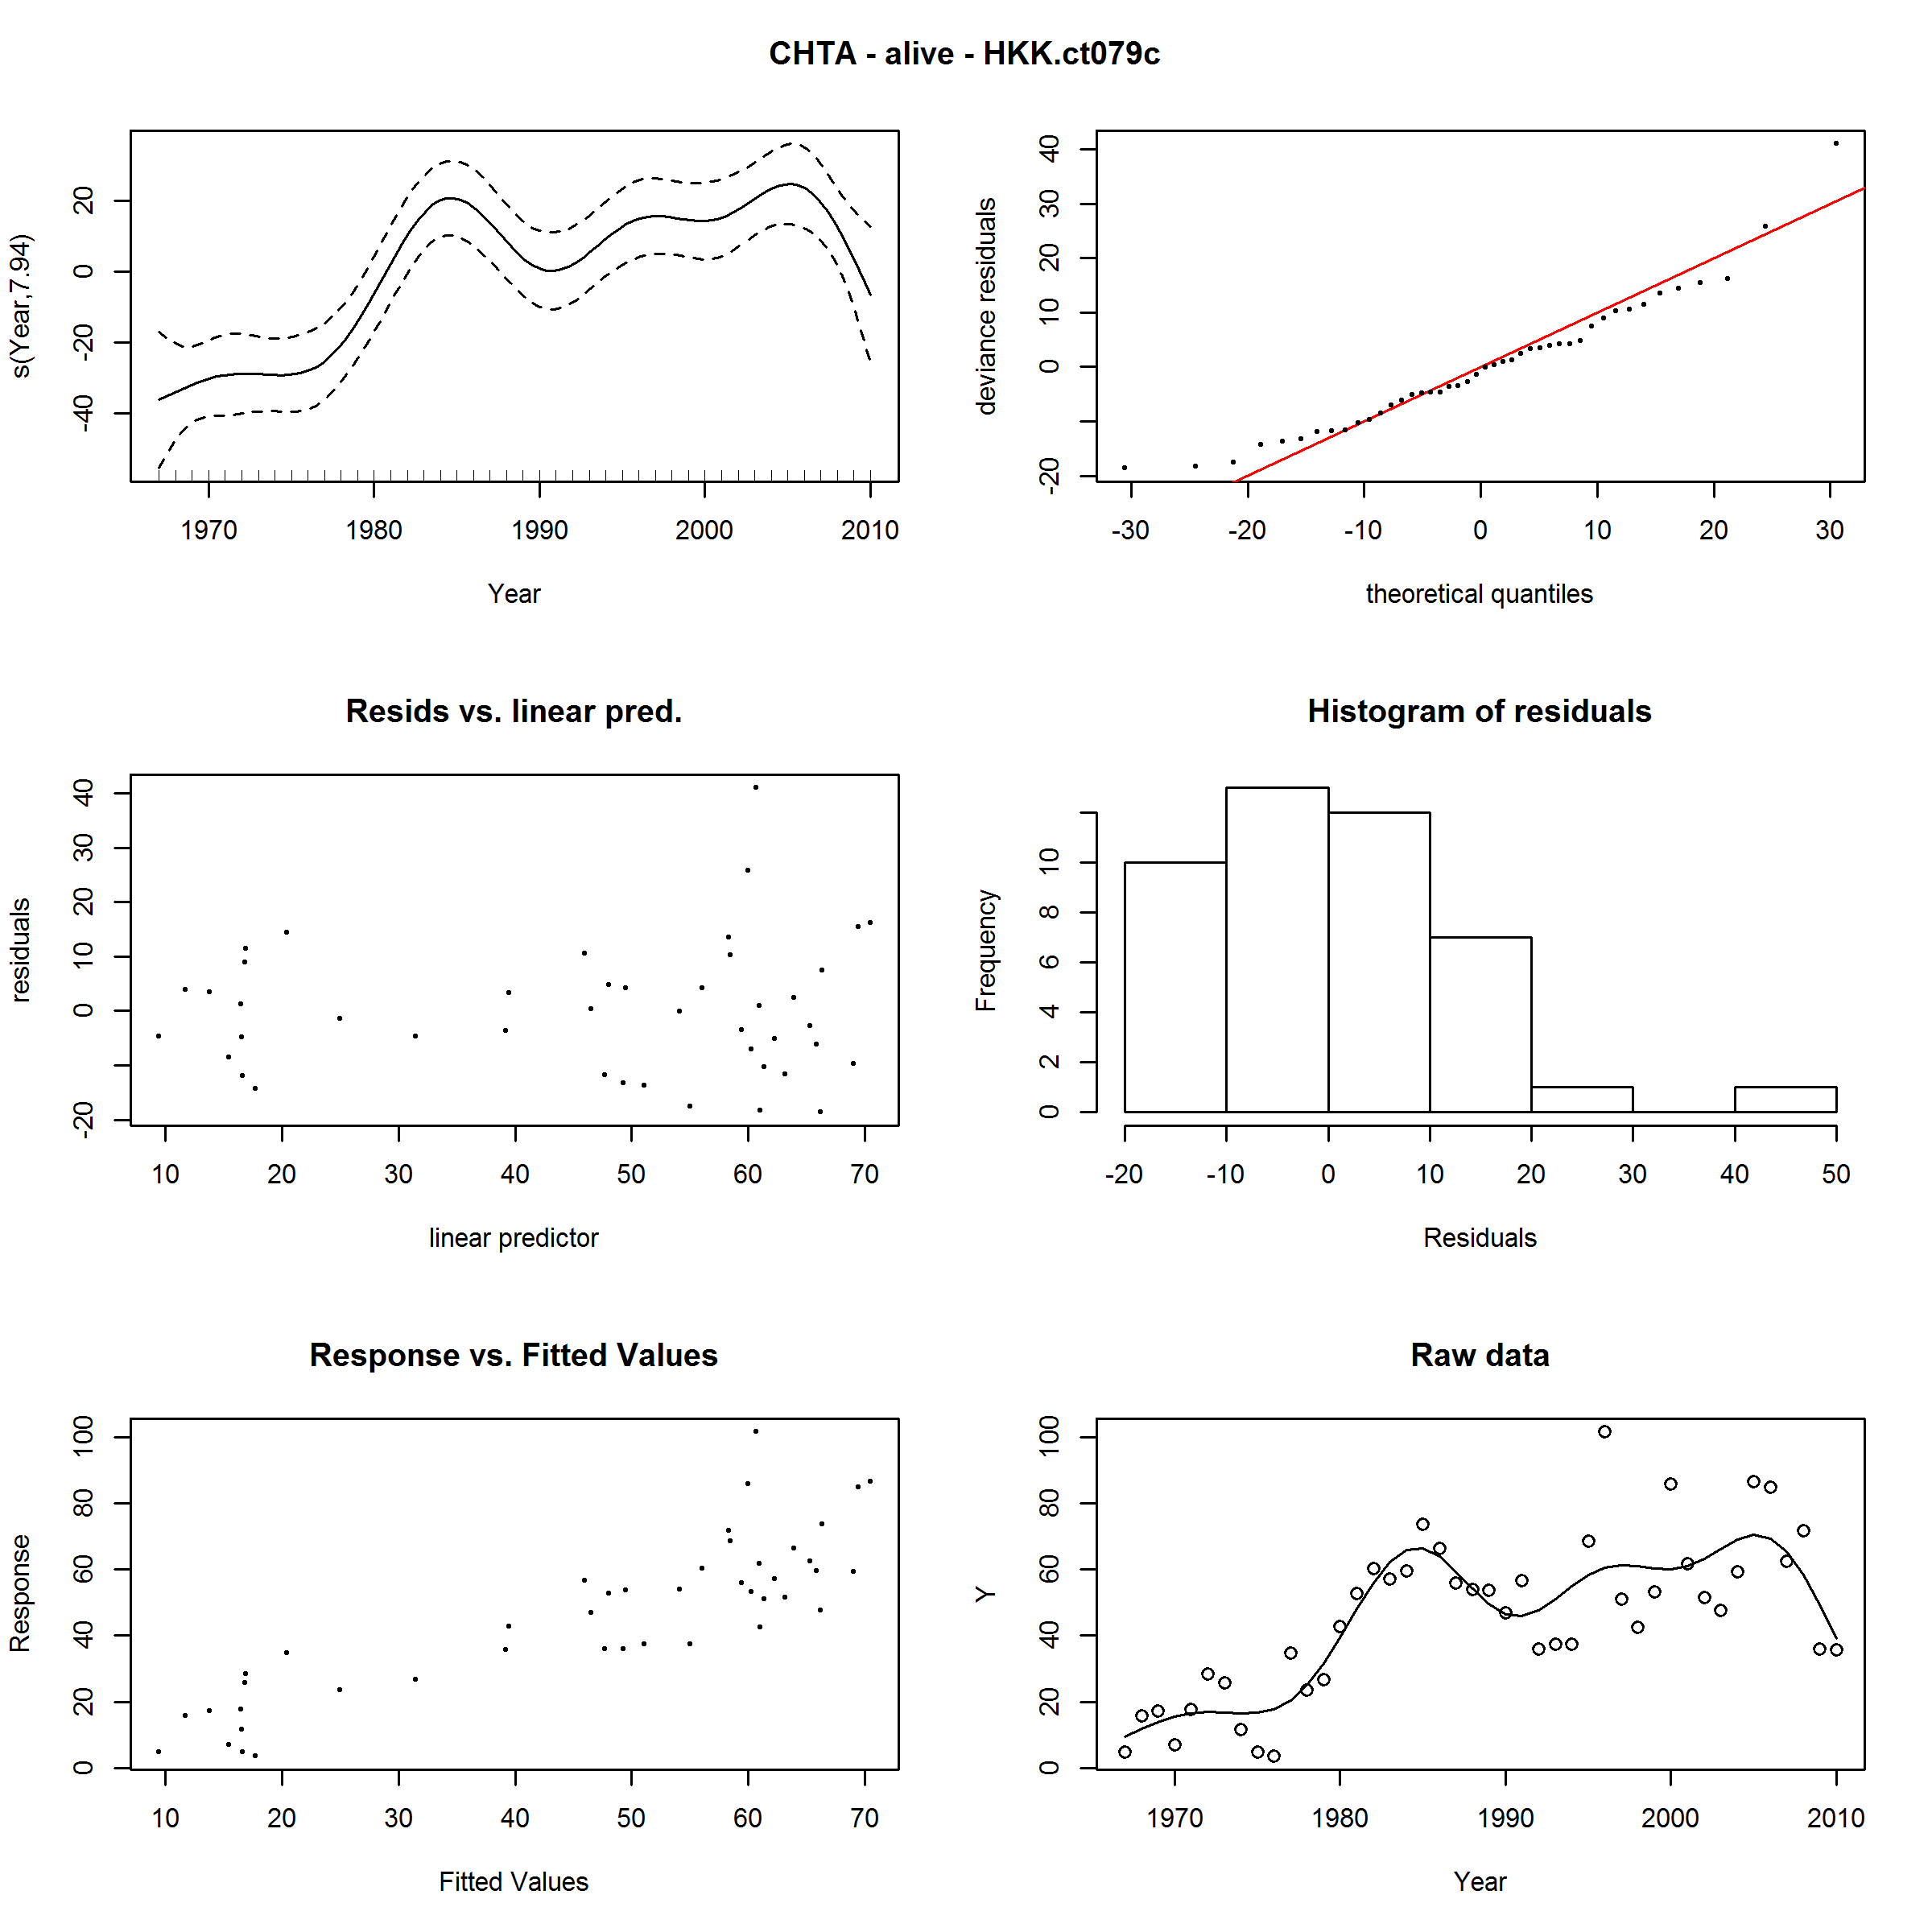 CHTA - alive - HKK.ct079c
s(Year,7.94)
20
0
-20
-40
1970 1980 1990 2000 2010
Year
deviance residuals
40
30
20
10
0
-20
-30 -20 -10 0 10 20 30
theoretical quantiles
Resids vs. linear pred.
residuals
40
30
20
10
0
-20
10 20 30 40 50 60 70
linear predictor
Histogram of residuals
Frequency
10
8
6
4
2
0
-20 -10 0 10 20 30 40 50
Residuals
Response vs. Fitted Values
Response
100
80
60
40
20
0
10 20 30 40 50 60 70
Fitted Values
Raw data
Y
100
80
60
40
20
0
1970 1980 1990 2000 2010
Year